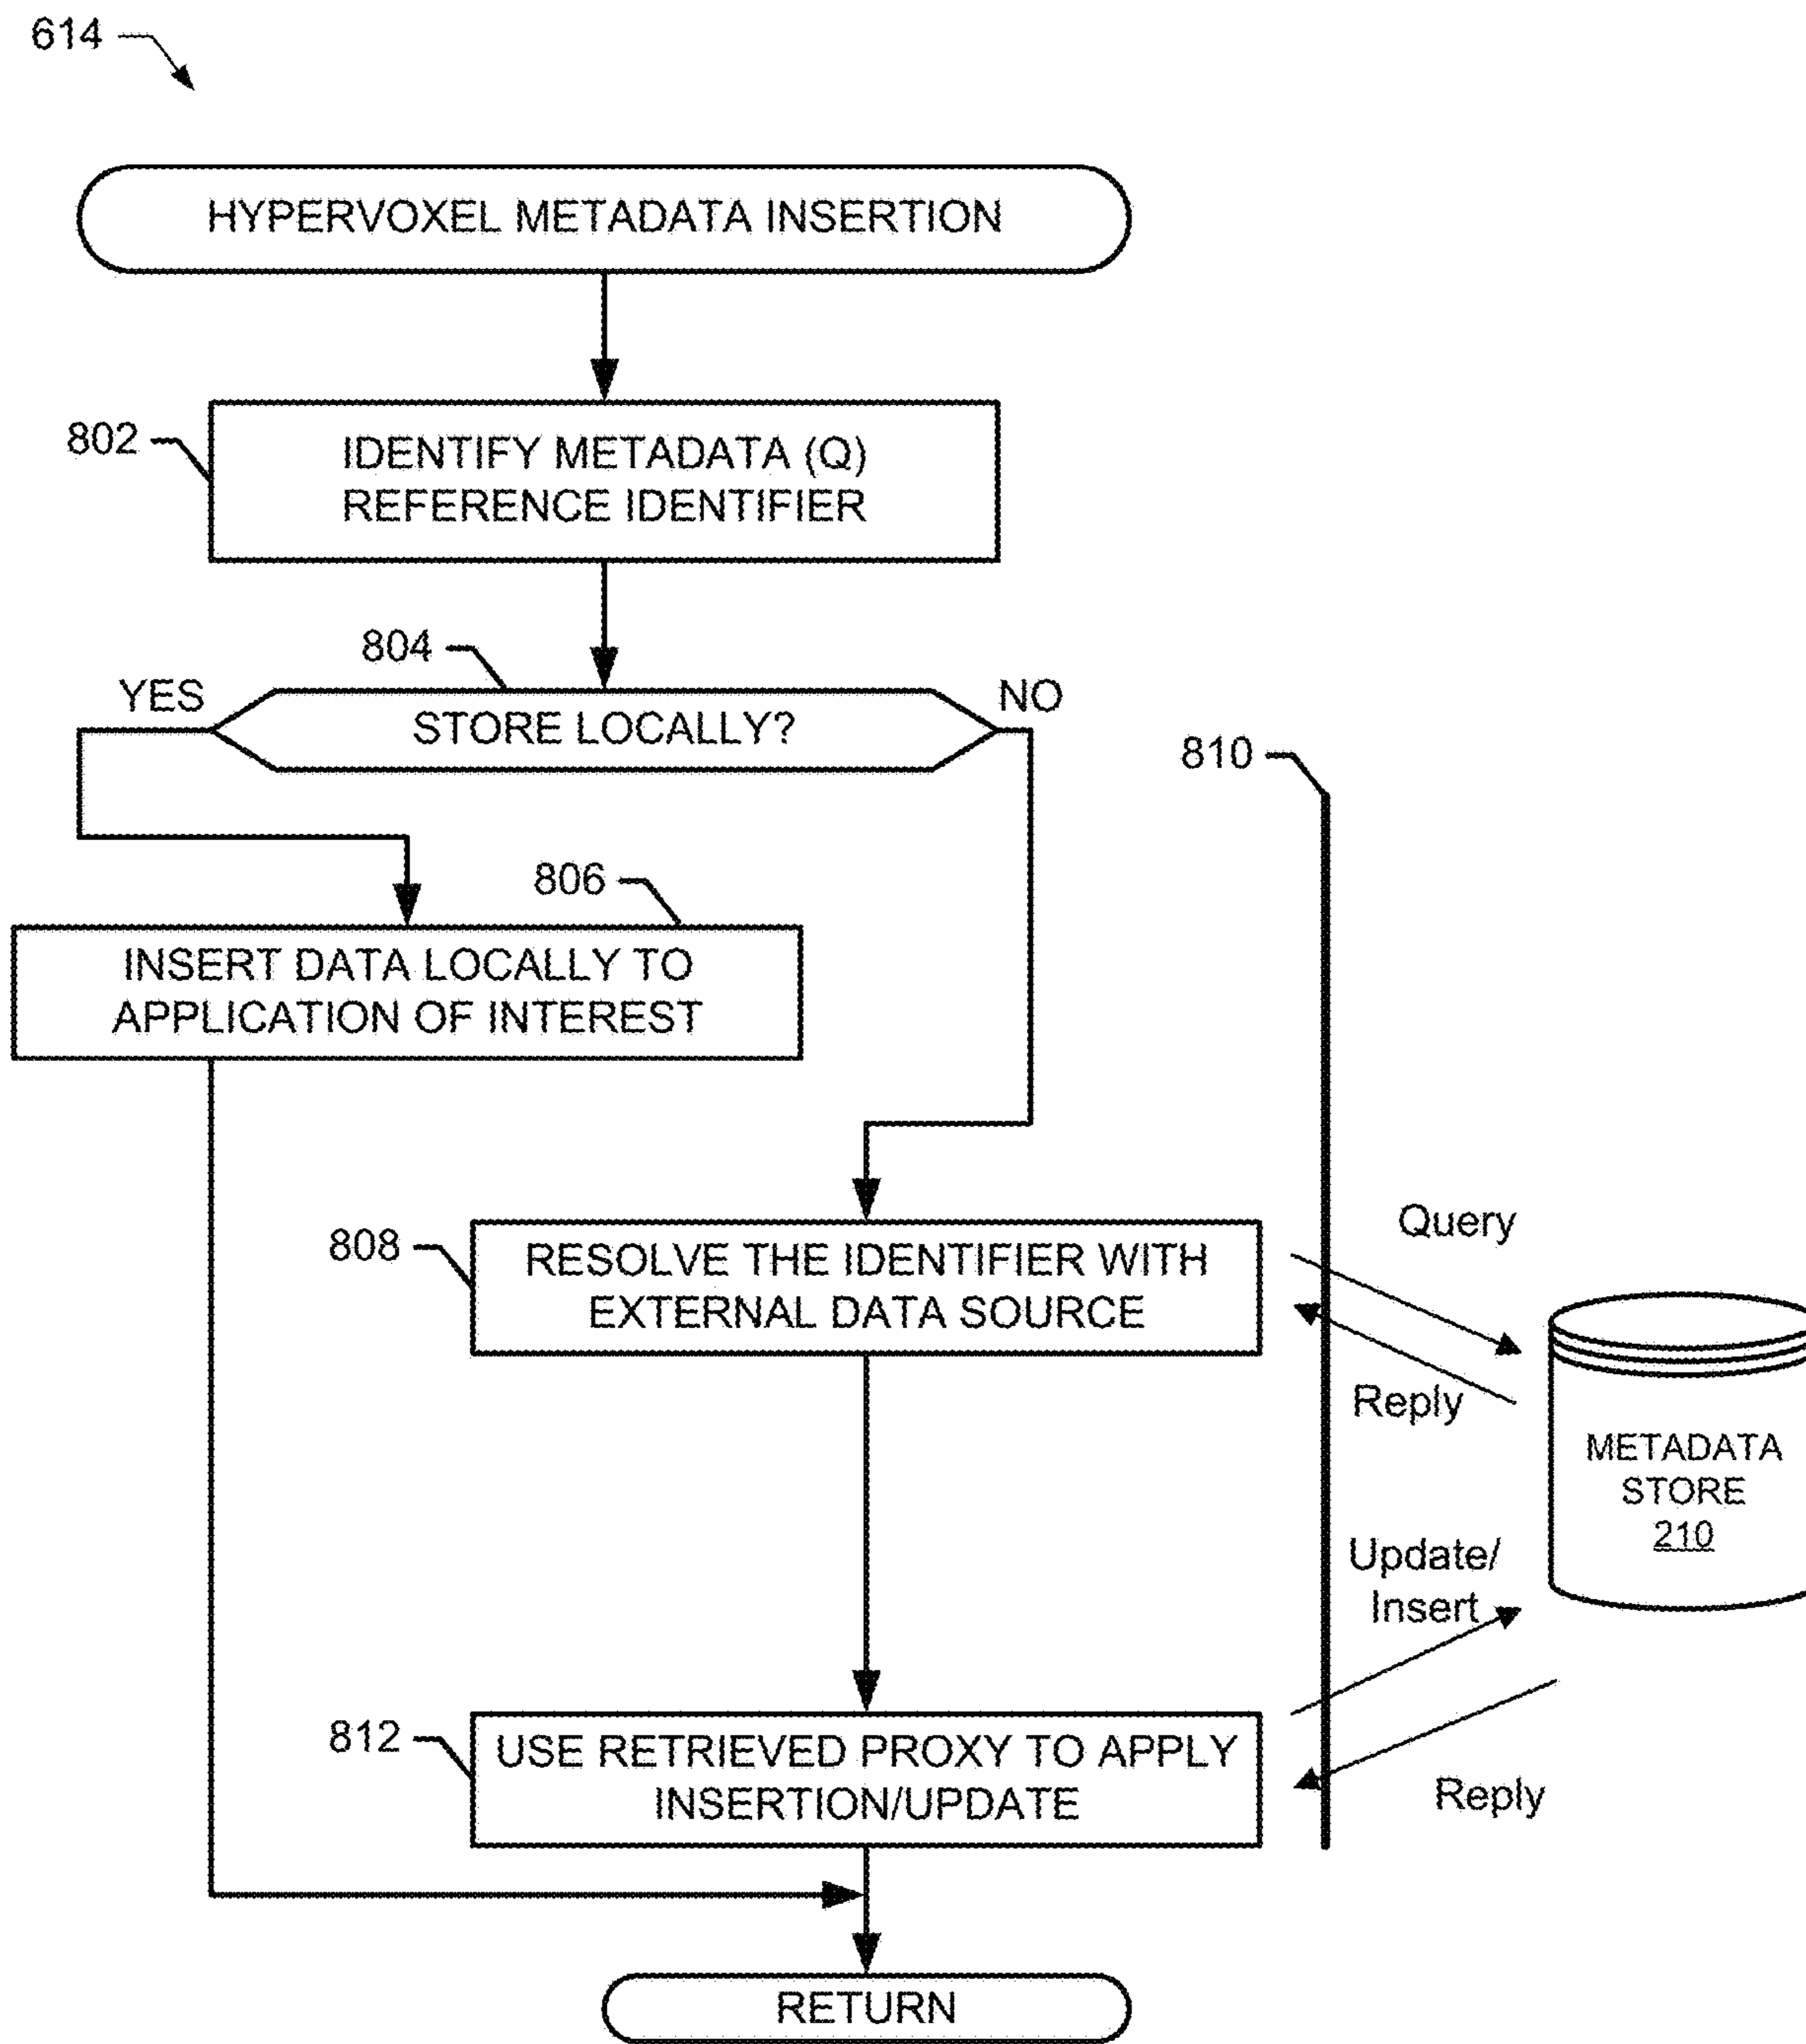 614
HYPERVOXEL METADATA INSERTION
802
IDENTIFY METADATA (Q)
REFERENCE IDENTIFIER
804
YES
NO
STORE LOCALLY?
810
806
INSERT DATA LOCALLY TO
APPLICATION OF INTEREST
Query
808
RESOLVE THE IDENTIFIER WITH
EXTERNAL DATA SOURCE
Reply
METADATA
STORE
210
Update/
Insert
812
USE RETRIEVED PROXY TO APPLY
INSERTION/UPDATE
Reply
RETURN